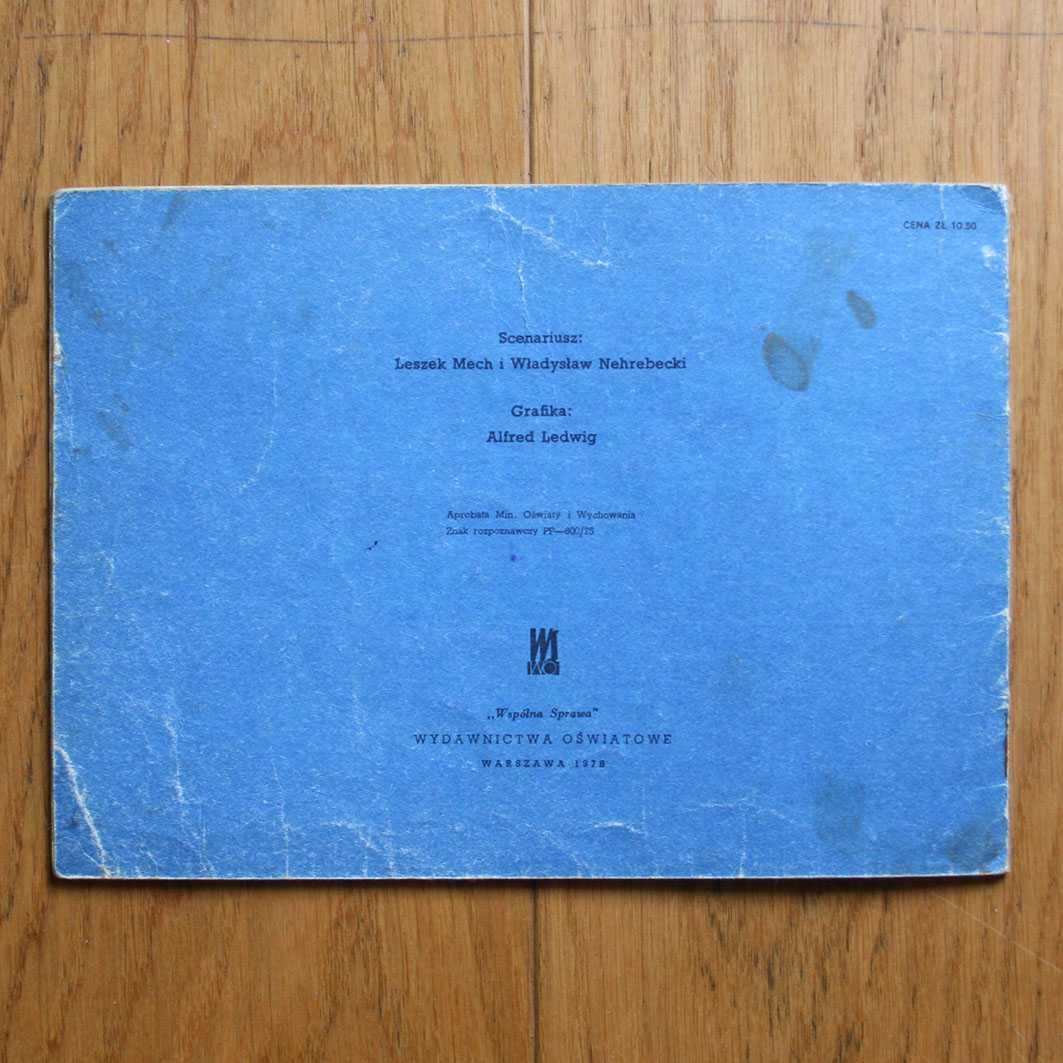 CENA ZŁ 10.50
Scenariusz:
Leszek Mech i Władysław Nehrebecki
Grafika:
Alfred Ledwig
Aprobata Min. Oświaty i Wychowania
Znak rozpoznawczy PP—600/75
„Wspólna Sprawa"
WYDAWNICTWA OŚWIATOWE
WARSZAWA 1978